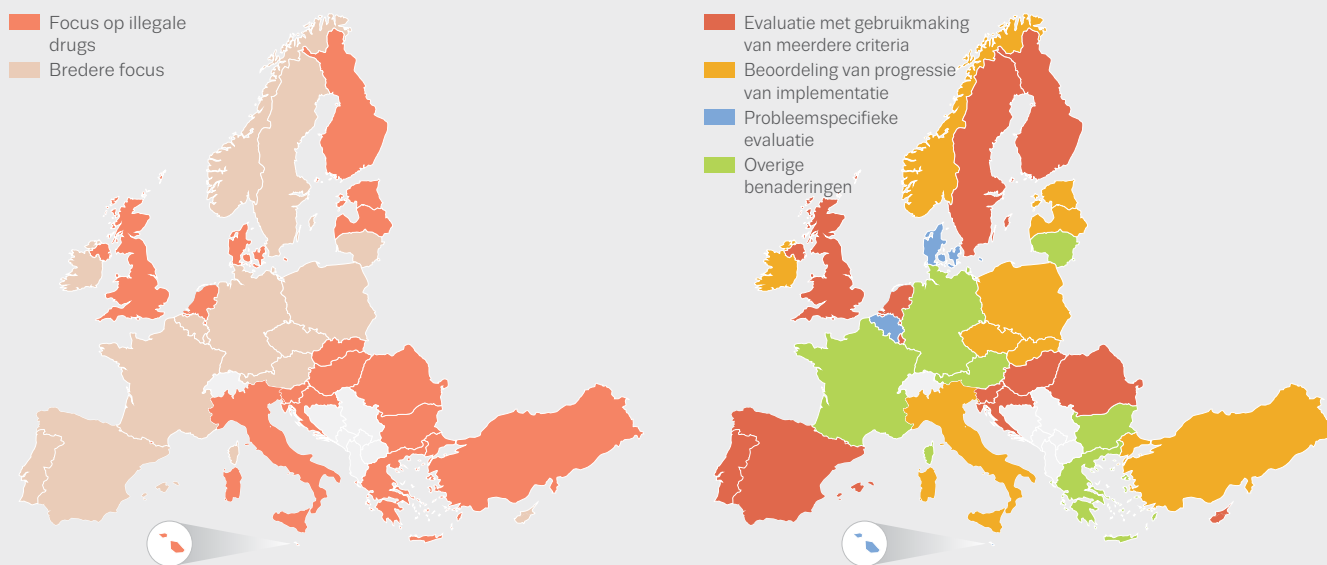 Focus op illegale
drugs
Bredere focus
Evaluatie met gebruikmaking
van meerdere criteria
Beoordeling van progressie
van implementatie
Probleemspecifieke
evaluatie
Overige
benaderingen